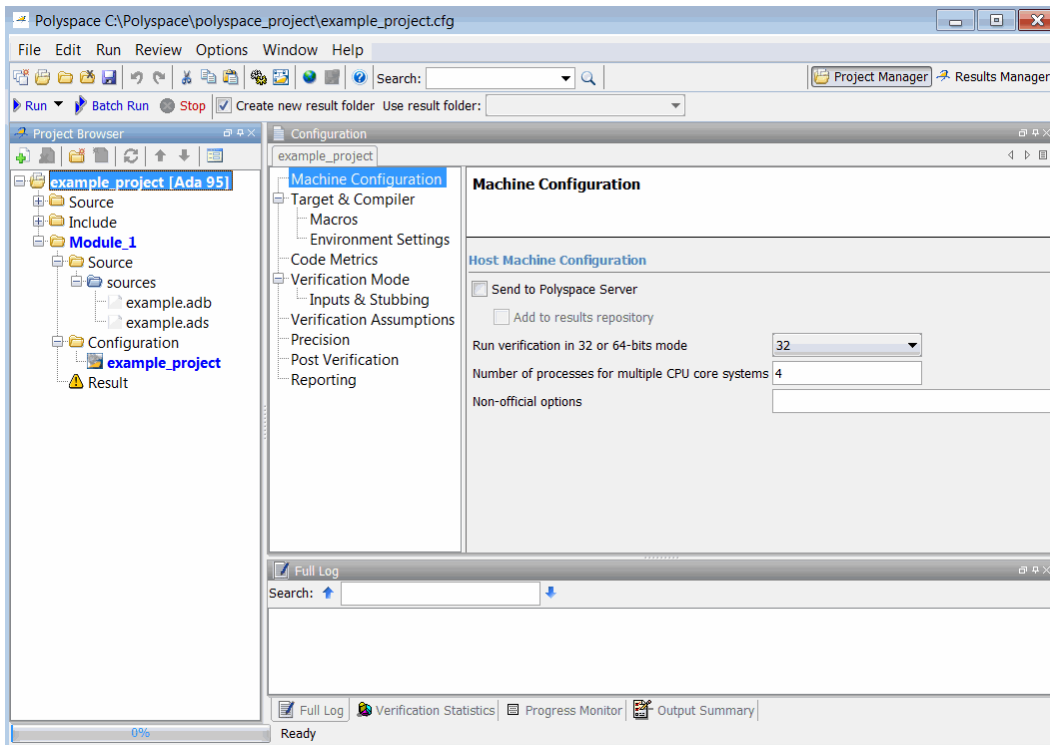 Polyspace C:\Polyspace\polyspace_project\example_project.cfg
File Edit Run Review Options Window Help
Search:
Project Manager
Results Manager
Run Batch Run Stop Create new result folder Use result folder:
Project Browser
example_project [Ada 95]
Source
Include
Module_1
Source
sources
example.adb
example.ads
Configuration
example_project
Result
Configuration
example_project
Machine Configuration
Target & Compiler
Macros
Environment Settings
Code Metrics
Verification Mode
Inputs & Stubbing
Verification Assumptions
Precision
Post Verification
Reporting
Machine Configuration
Host Machine Configuration
Send to Polyspace Server
Add to results repository
Run verification in 32 or 64-bits mode 32
Number of processes for multiple CPU core systems 4
Non-official options
Full Log
Search:
Full Log Verification Statistics Progress Monitor Output Summary
0% Ready